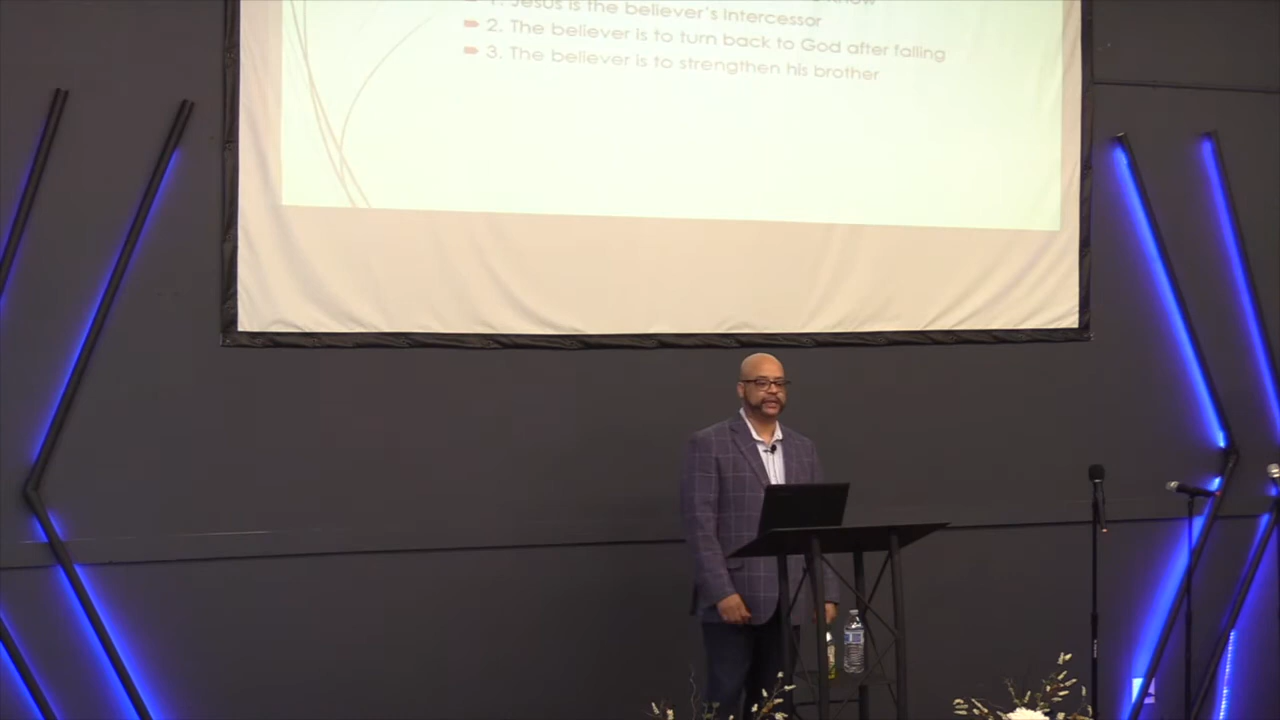 Know
1. Jesus is the believer's Intercessor
2. The believer is to turn back to God after falling
3. The believer is to strengthen his brother